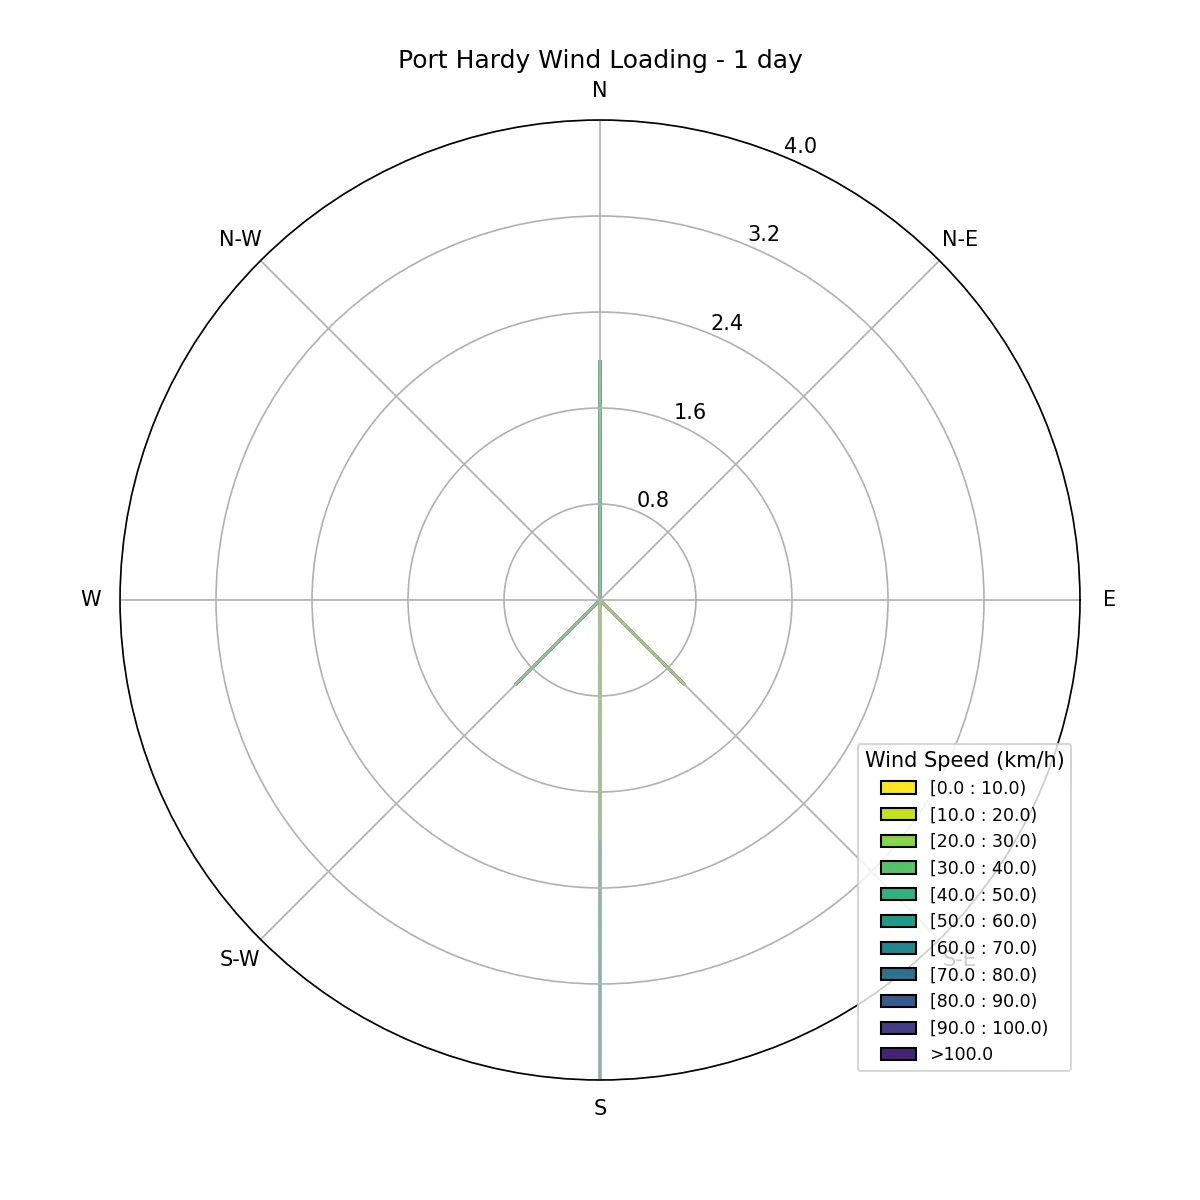 Port Hardy Wind Loading - 1 day
N
4.0
N-W
N-E
3.2
2.4
1.6
0.8
W
E
Wind Speed (km/h)
[0.0 : 10.0)
[10.0 : 20.0)
[20.0 : 30.0)
[30.0 : 40.0)
[40.0 : 50.0)
[50.0 : 60.0)
[60.0 : 70.0)
[70.0 : 80.0)
[80.0 : 90.0)
[90.0 : 100.0)
>100.0
S-W
S-E
S